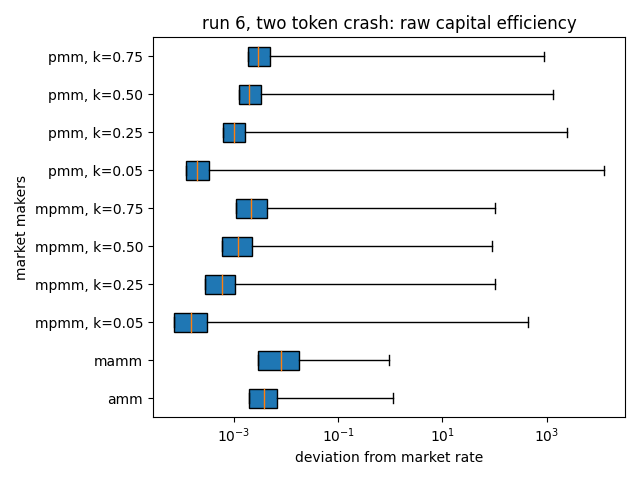 run 6, two token crash: raw capital efficiency
market makers
pmm, k=0.75
pmm, k=0.50
pmm, k=0.25
pmm, k=0.05
mpmm, k=0.75
mpmm, k=0.50
mpmm, k=0.25
mpmm, k=0.05
mamm
amm
10⁻³ 10⁻¹ 10¹ 10³
deviation from market rate